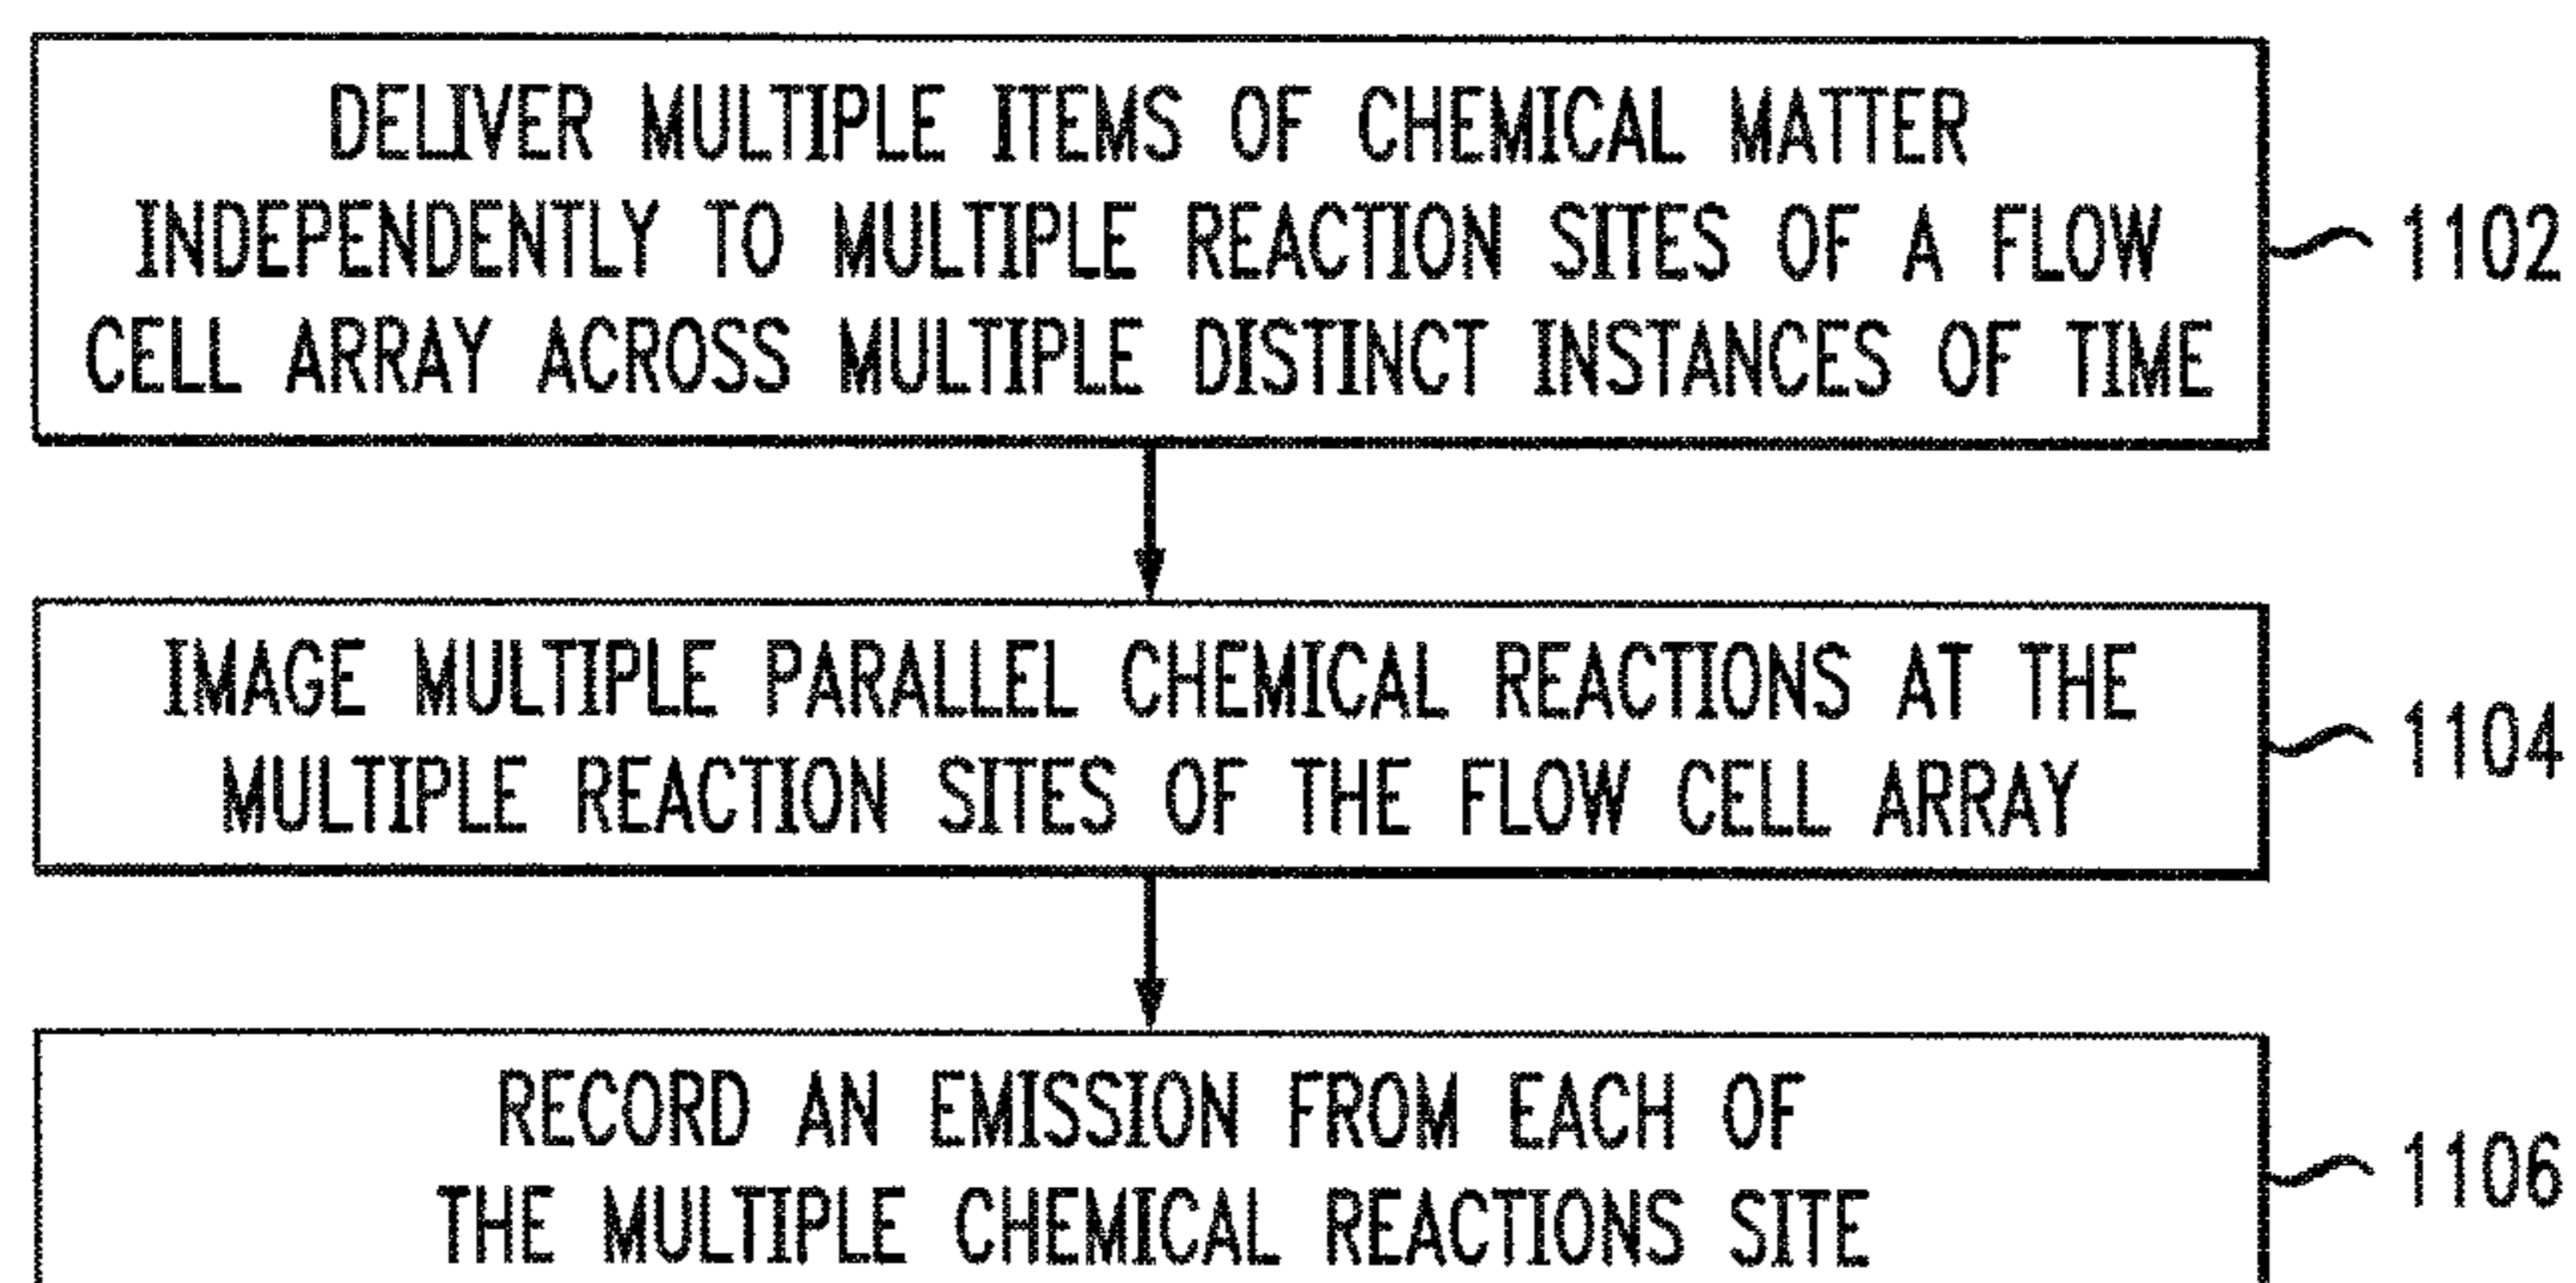 DELIVER MULTIPLE ITEMS OF CHEMICAL MATTER
INDEPENDENTLY TO MULTIPLE REACTION SITES OF A FLOW
CELL ARRAY ACROSS MULTIPLE DISTINCT INSTANCES OF TIME
1102
IMAGE MULTIPLE PARALLEL CHEMICAL REACTIONS AT THE
MULTIPLE REACTION SITES OF THE FLOW CELL ARRAY
1104
RECORD AN EMISSION FROM EACH OF
THE MULTIPLE CHEMICAL REACTIONS SITE
1106